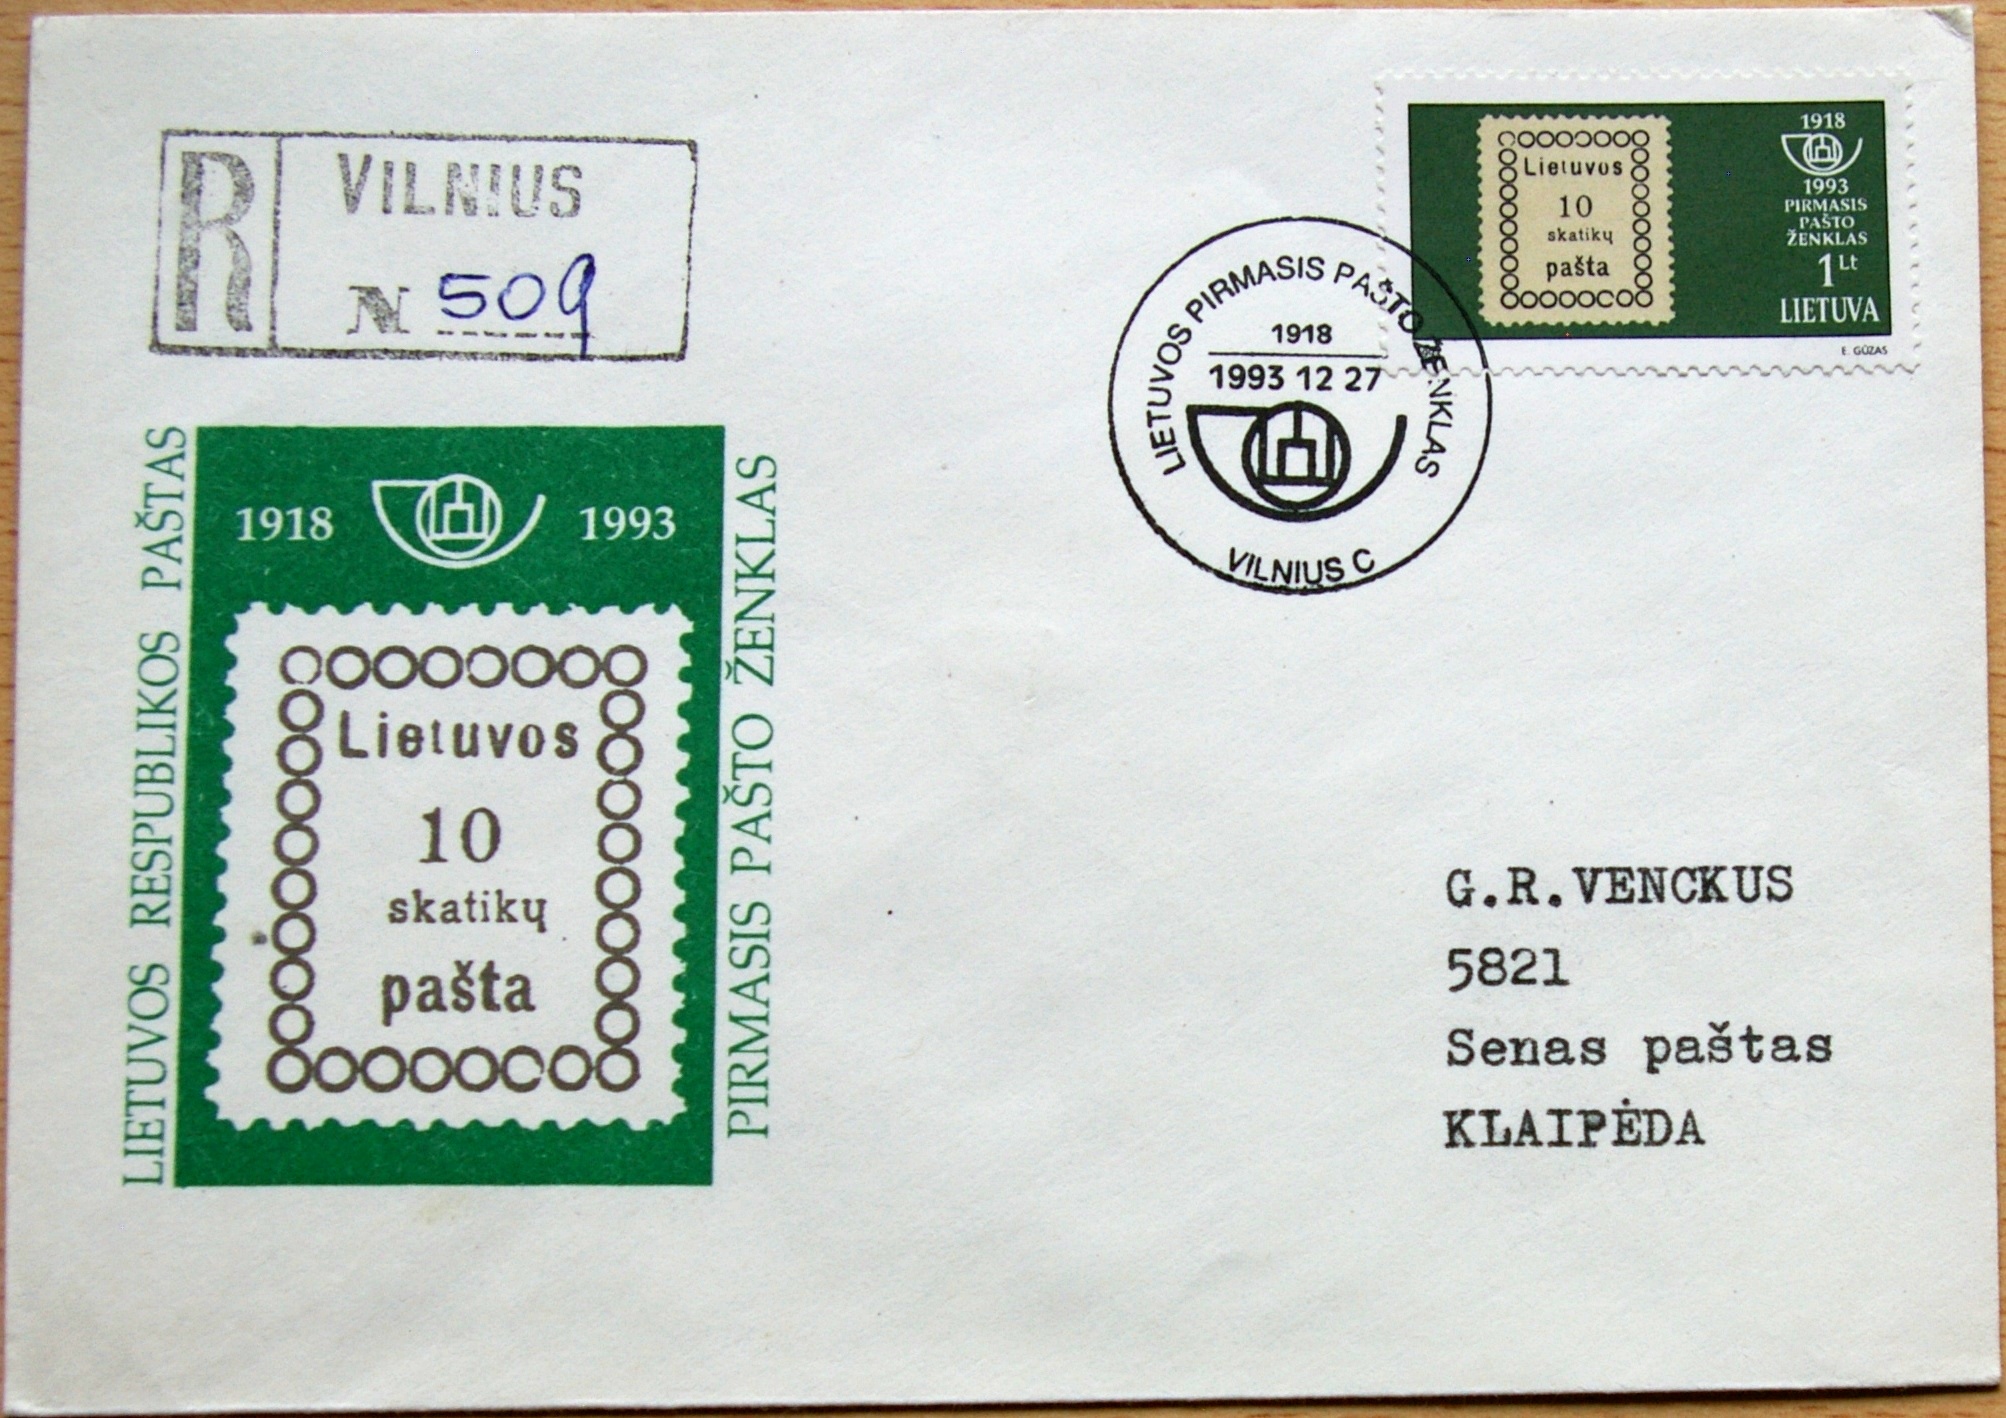 R VILNIUS
N 509
LIETUVOS RESPUBLIKOS PAŠTAS
1918 1993
Lietuvos
10
skatikų
pašta
PIRMASIS PAŠTO ŽENKLAS
LIETUVOS PIRMASIS PAŠTO ŽENKLAS
1918
1993 12 27
VILNIUS C
Lietuvos
10
skatikų
pašta
1918
1993
PIRMASIS
PAŠTO
ŽENKLAS
1 Lt
LIETUVA
E. GŪZAS
G.R.VENCKUS
5821
Senas paštas
KLAIPĖDA